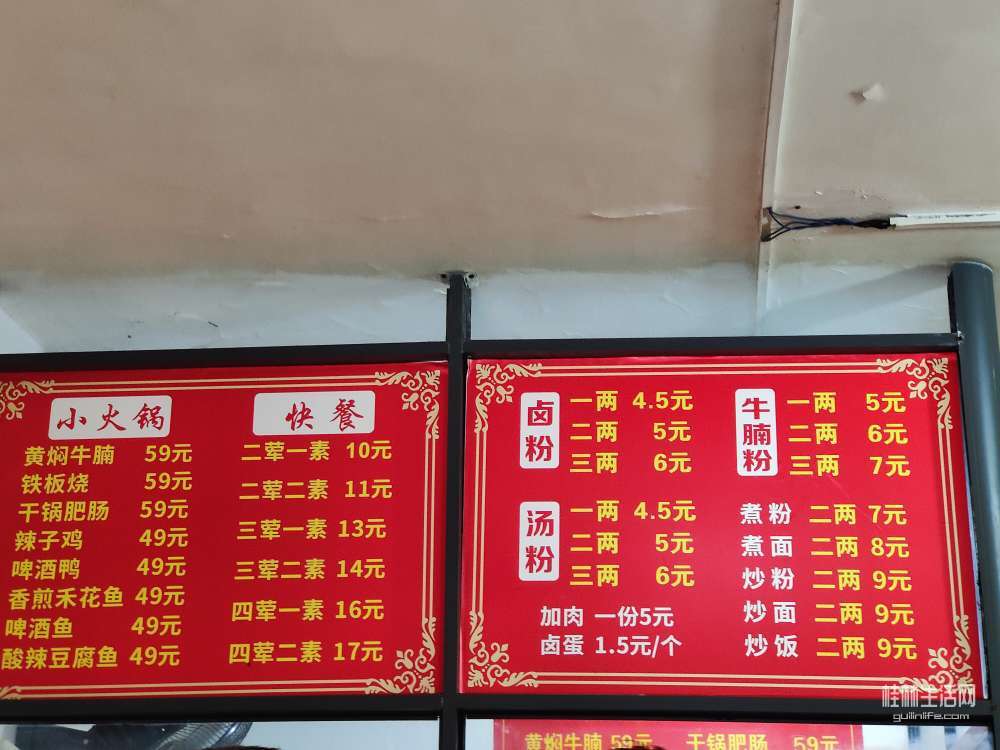 小火锅
黄焖牛腩 59元
铁板烧 59元
干锅肥肠 59元
辣子鸡 49元
啤酒鸭 49元
香煎禾花鱼 49元
啤酒鱼 49元
酸辣豆腐鱼 49元
快餐
二荤一素 10元
二荤二素 11元
三荤一素 13元
三荤二素 14元
四荤一素 16元
四荤二素 17元
卤粉
一两 4.5元
二两 5元
三两 6元
汤粉
一两 4.5元
二两 5元
三两 6元
加肉 一份5元
卤蛋 1.5元/个
牛腩粉
一两 5元
二两 6元
三两 7元
煮粉 二两 7元
煮面 二两 8元
炒粉 二两 9元
炒面 二两 9元
炒饭 二两 9元
黄焖牛腩 59元 干锅肥肠 59元
桂林生活网
guilinlife.com